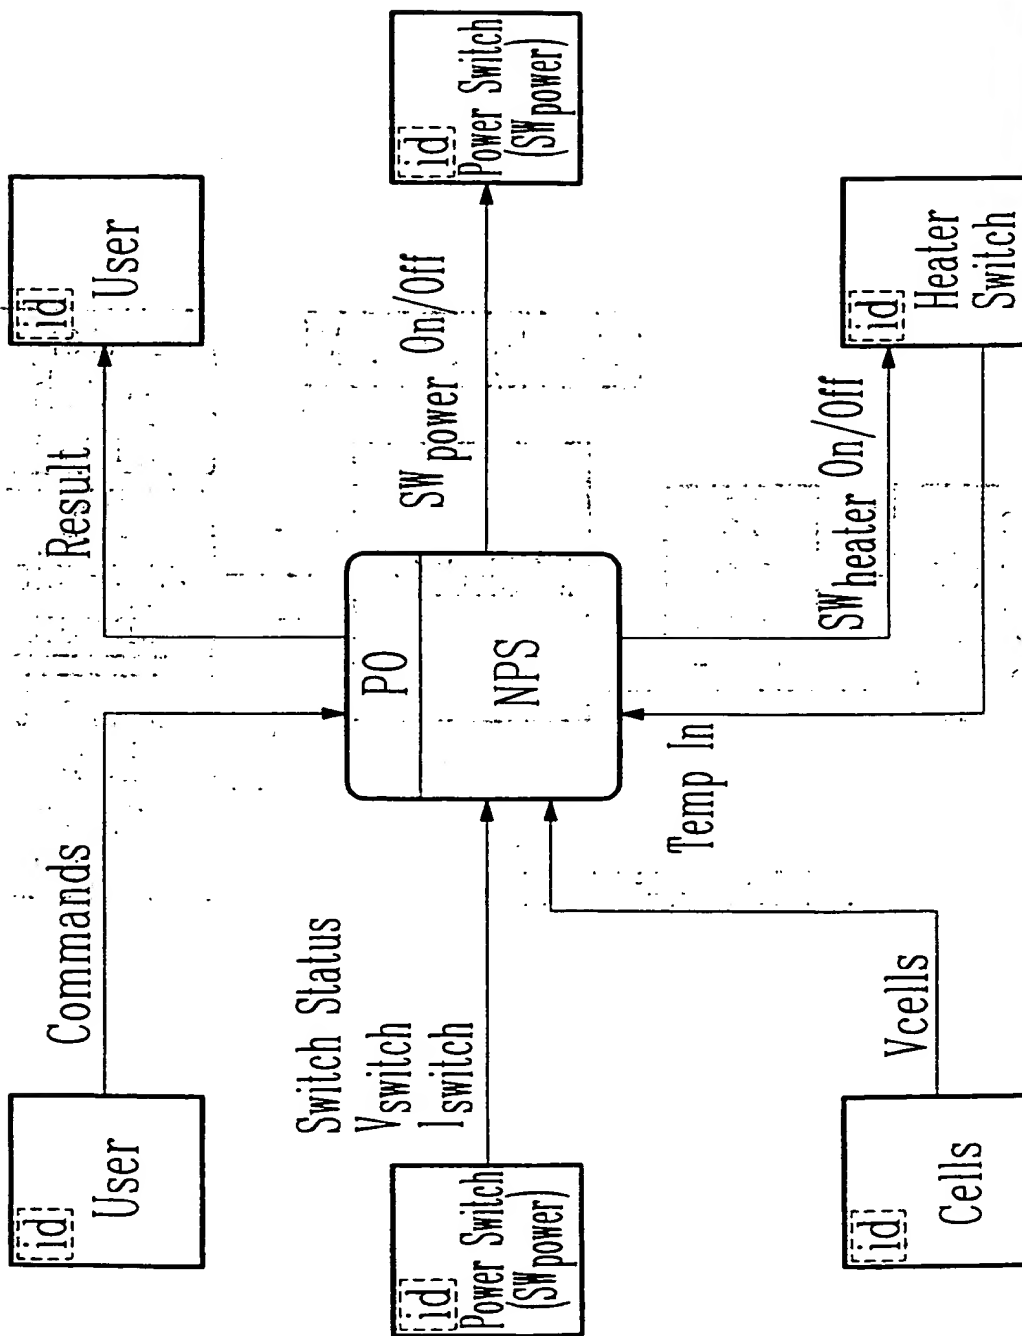 id
User
Commands
Result
id
User
id
Power Switch
(SWpower)
Switch Status
Vswitch
Iswitch
PO
NPS
SWpower On/Off
id
Power Switch
(SWpower)
id
Cells
Vcells
Temp In
SWheater On/Off
id
Heater
Switch